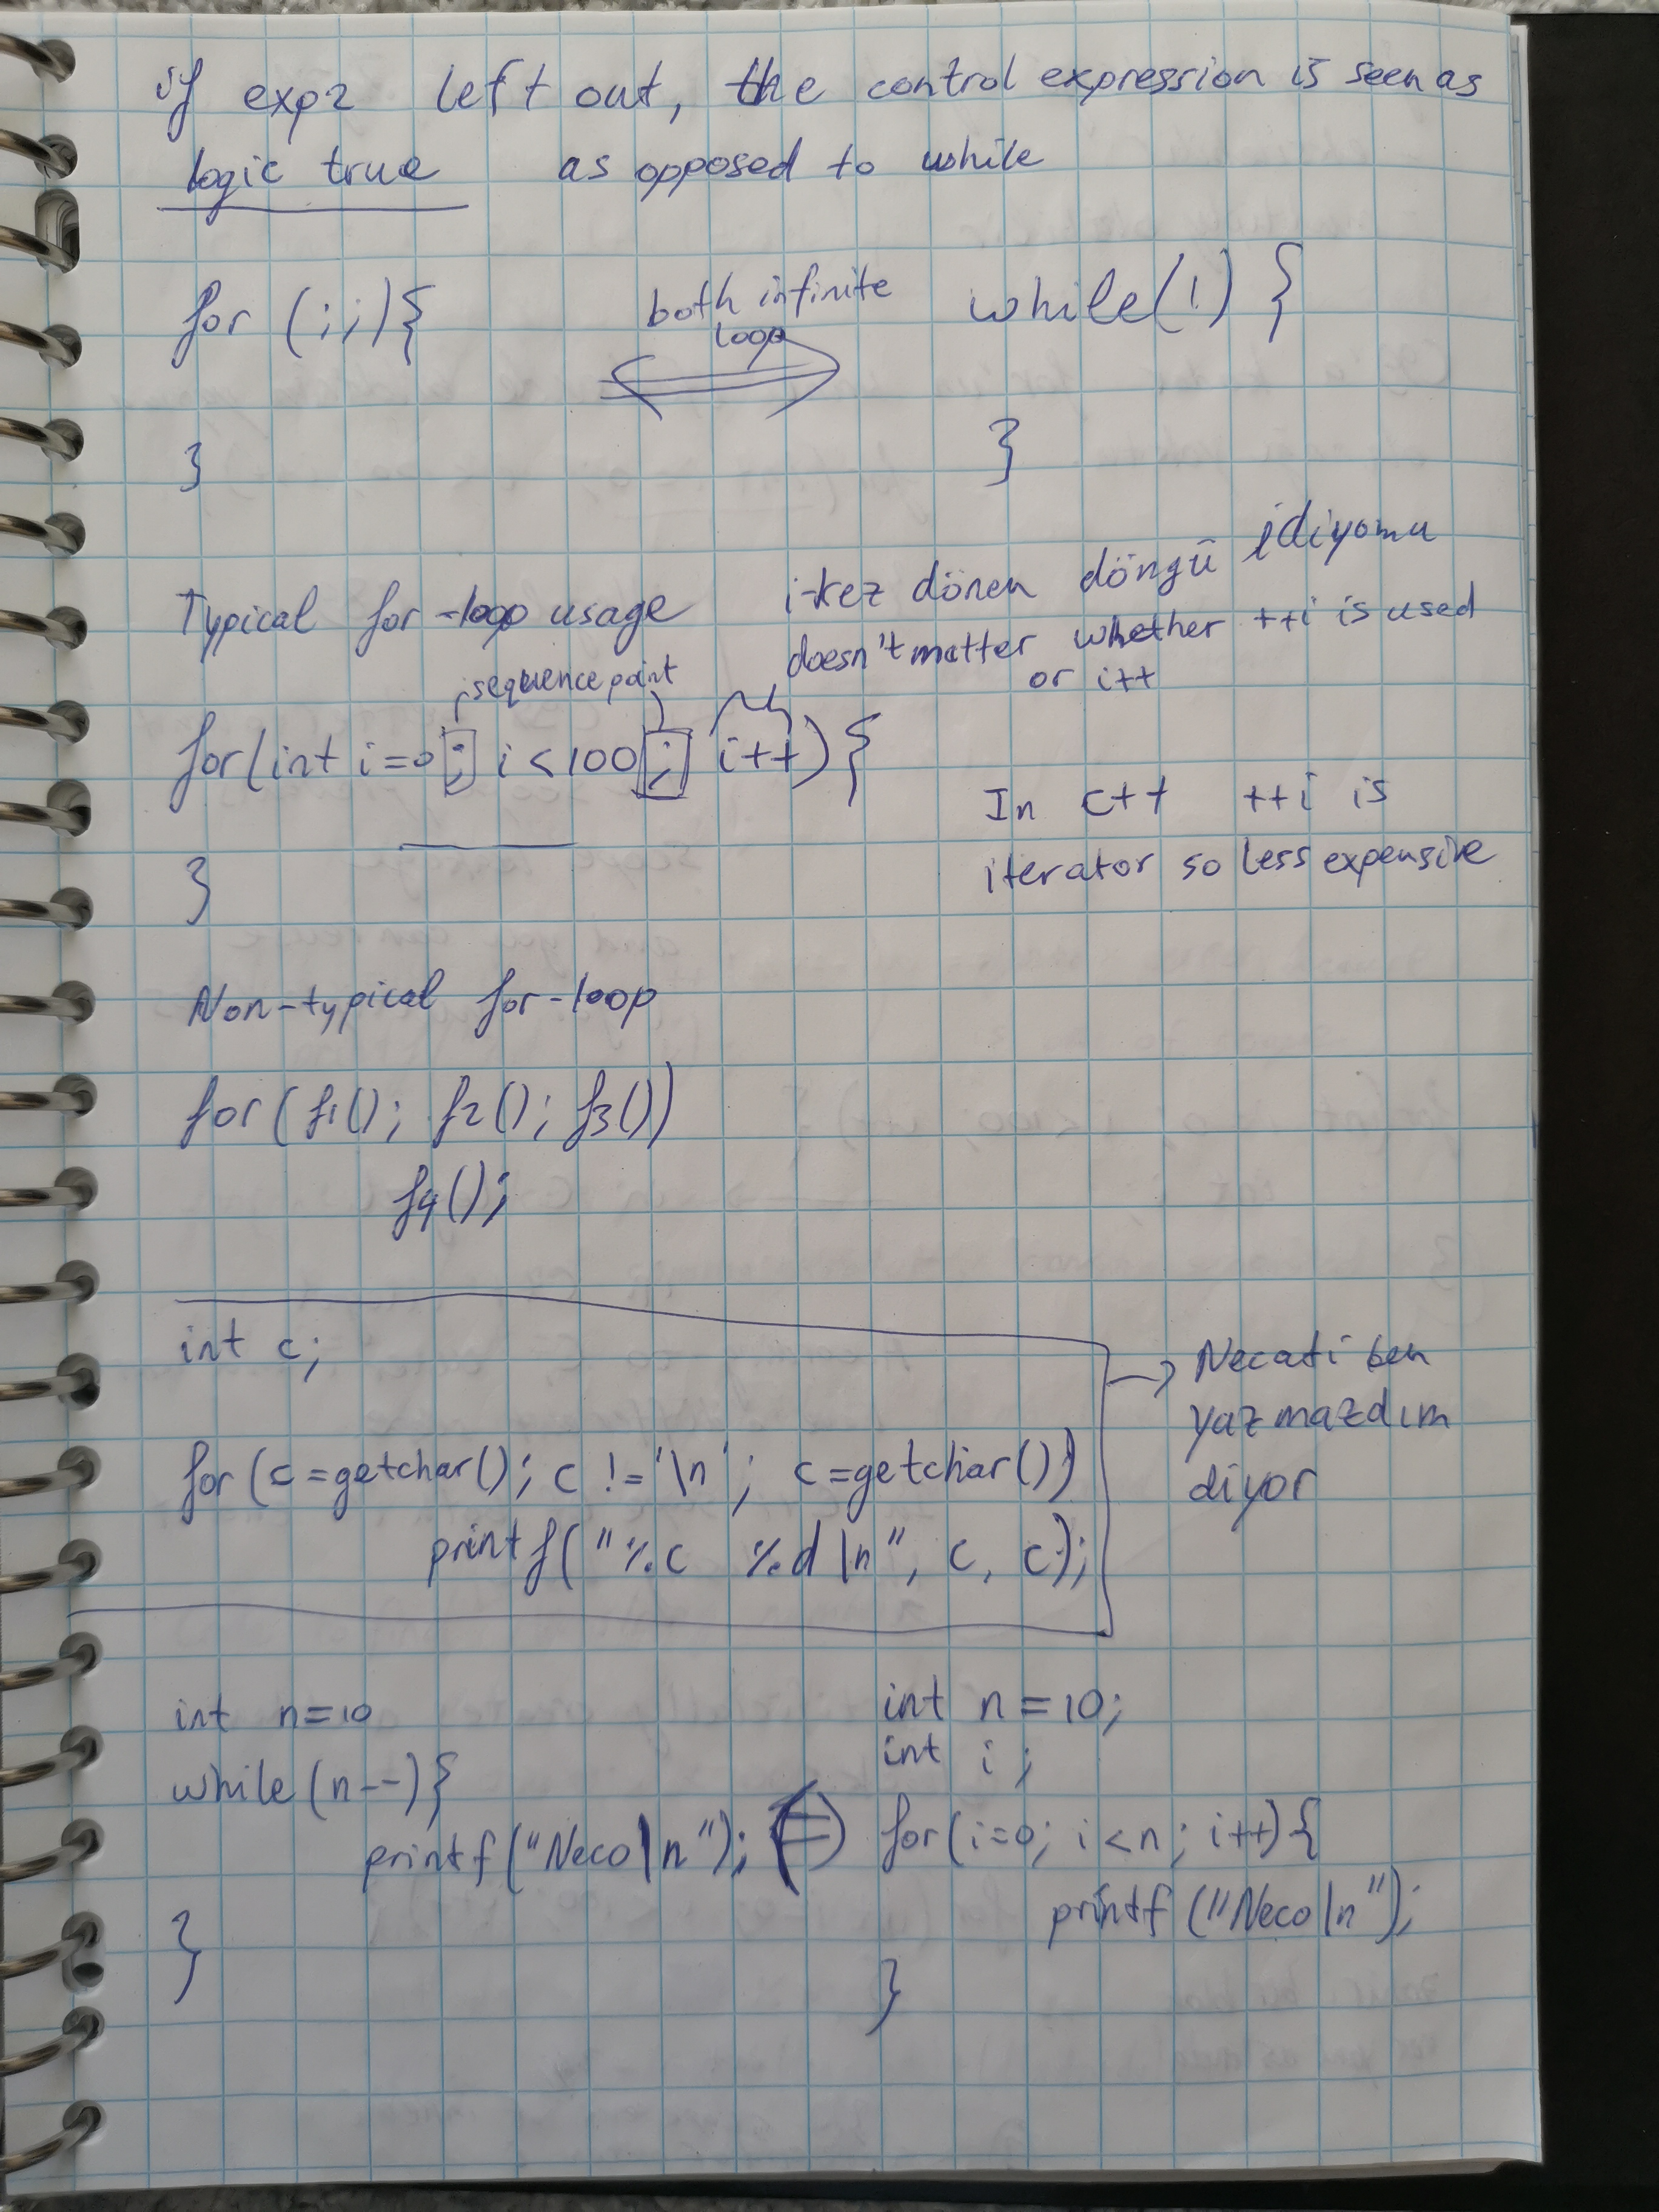 if exp2 left out, the control expression is seen as
logic true as opposed to while
for (;;){
both infinite
loop
while(1) {
}
}
Typical for-loop usage
i-kez dönen döngü idiyomu
doesn't matter whether ++i is used
or i++
sequence point
for(int i=0; i<100; i++){
}
In c++ ++i is
iterator so less expensive
Non-typical for-loop
for(f1(); f2(); f3())
f4();
int c;
for (c=getchar(); c != '\n'; c=getchar())
printf("%c %d\n", c, c);
Necati ben
yazmazdım
diyor
int n=10
while(n--){
printf("Neco\n");
}
int n=10;
int i;
for(i=0; i<n; i++){
printf("Neco\n");
}